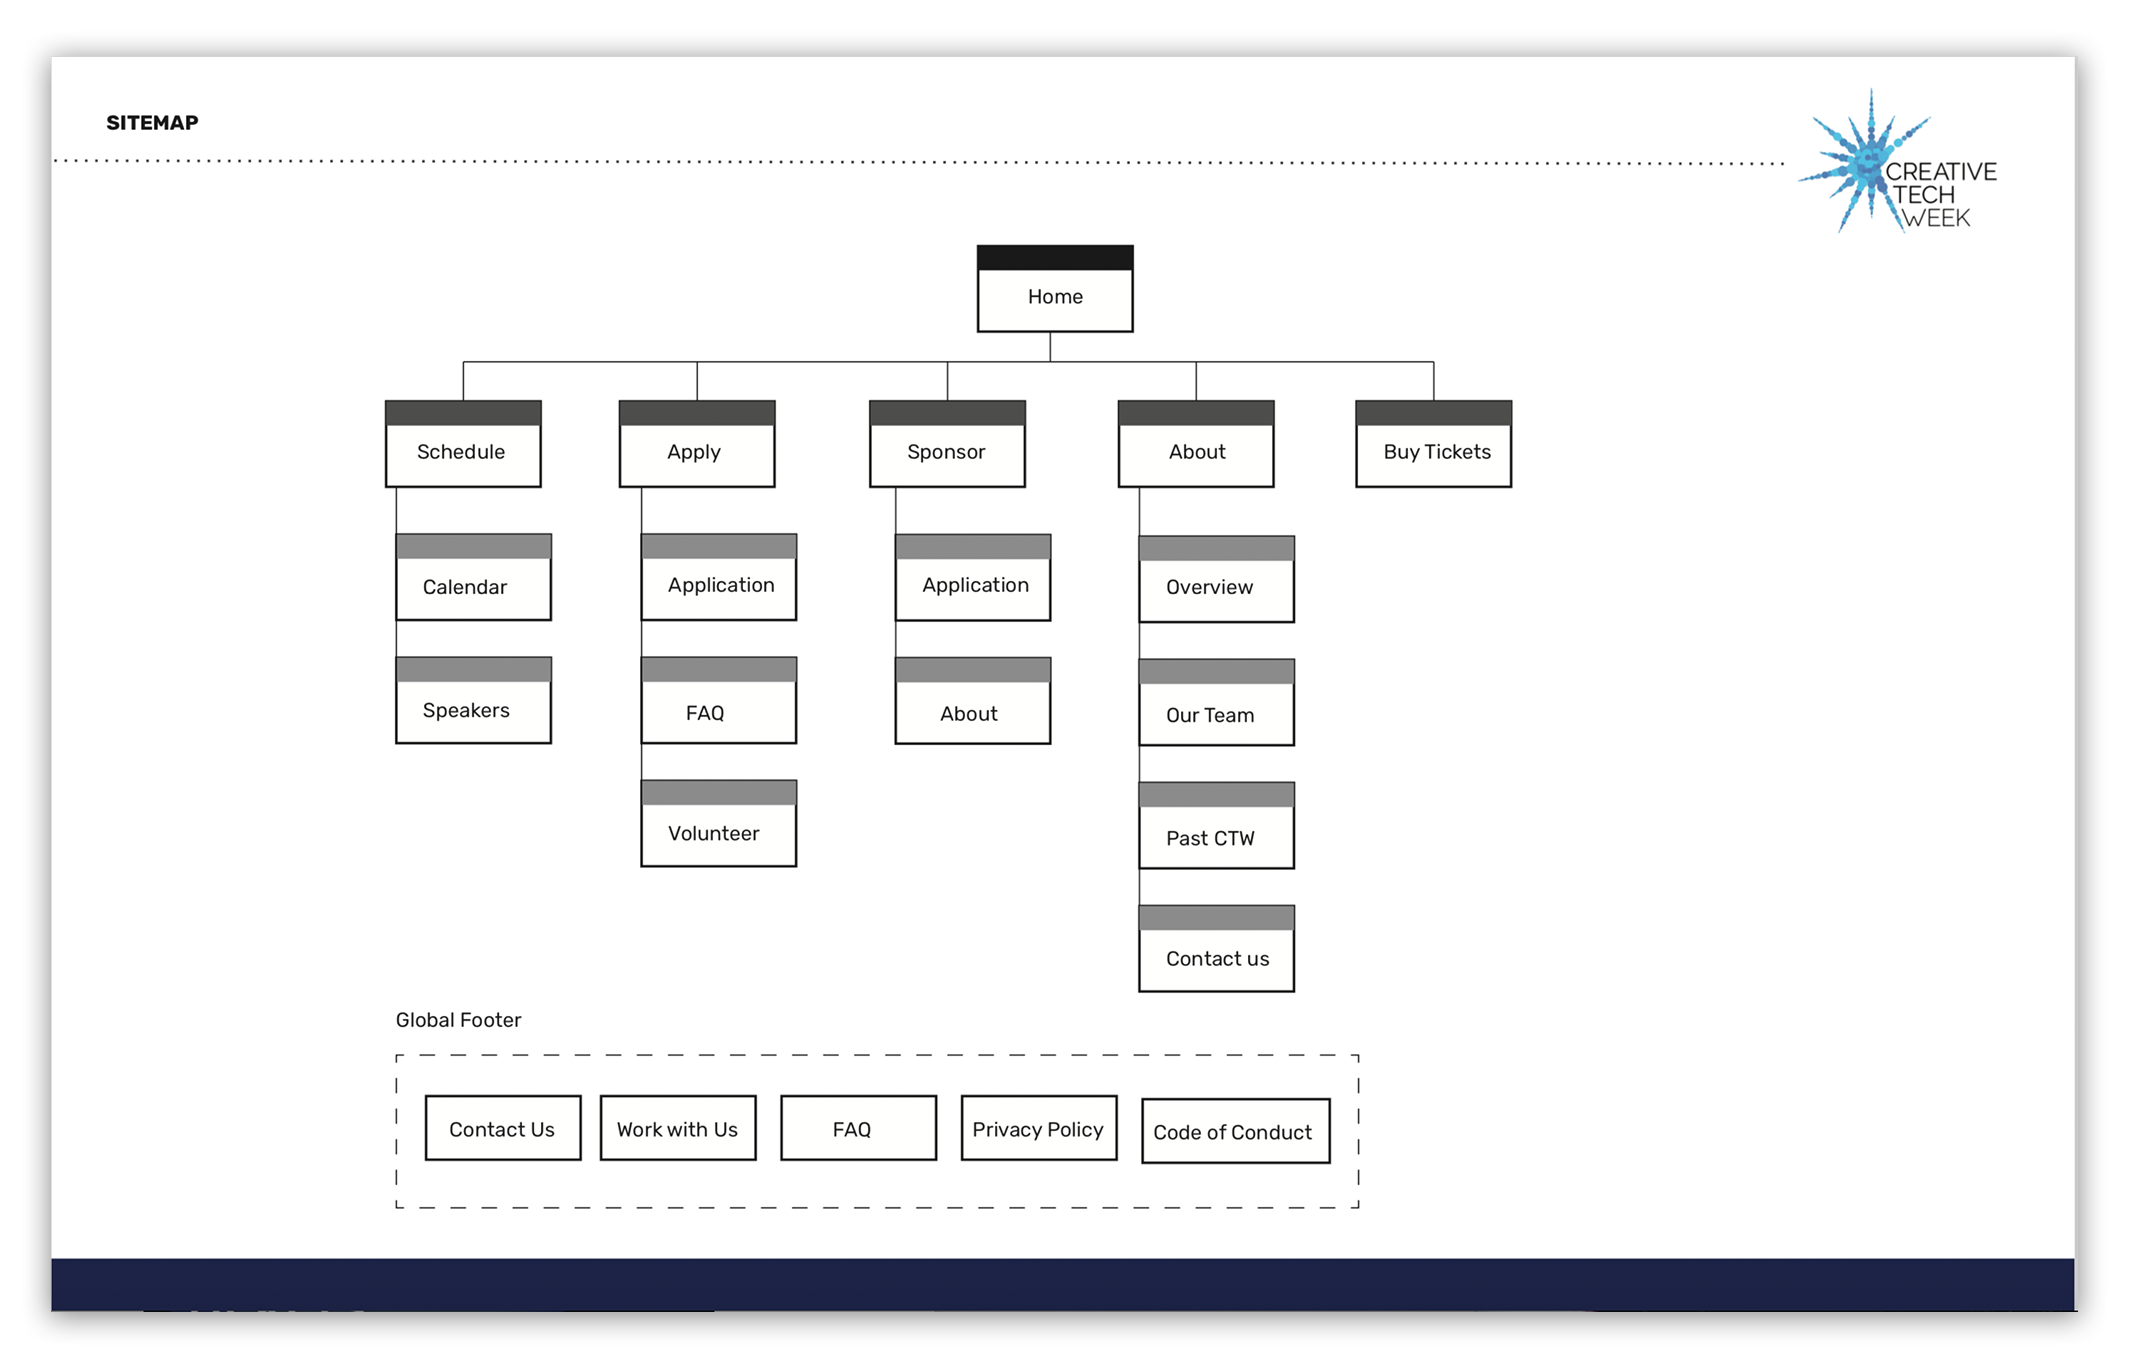 SITEMAP
CREATIVE
TECH
WEEK
Home
Schedule
Apply
Sponsor
About
Buy Tickets
Calendar
Application
Application
Overview
Speakers
FAQ
About
Our Team
Volunteer
Past CTW
Contact us
Global Footer
Contact Us
Work with Us
FAQ
Privacy Policy
Code of Conduct